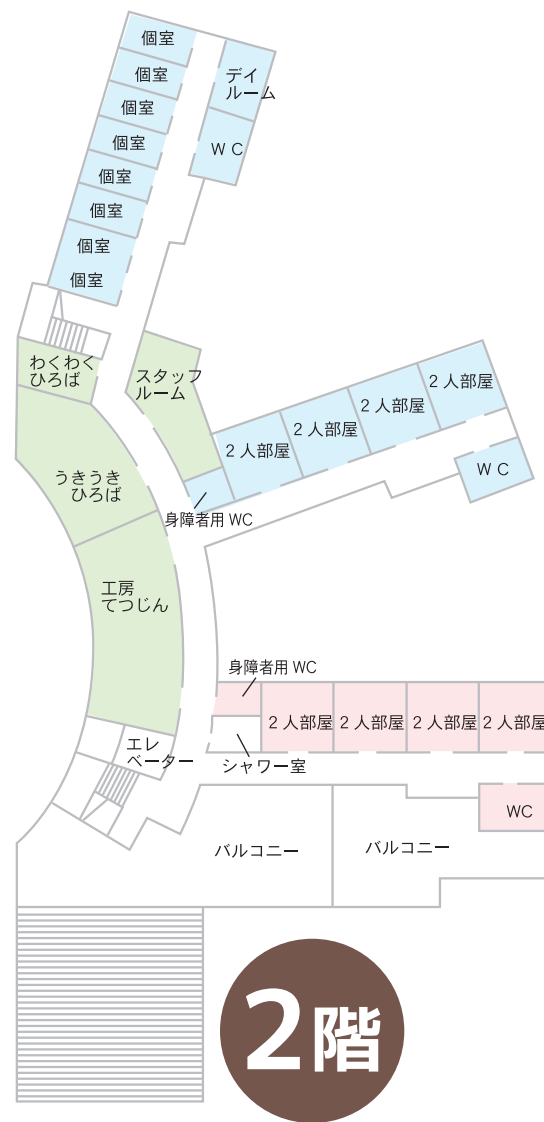 個室
デイ
ルーム
個室
個室
個室
W C
個室
個室
個室
個室
わくわく
ひろば
スタッフ
ルーム
2 人部屋
2 人部屋
2 人部屋
2 人部屋
W C
うきうき
ひろば
身障者用 WC
工房
てつじん
身障者用 WC
2 人部屋
2 人部屋
2 人部屋
2 人部屋
エレ
ベーター
シャワー室
WC
バルコニー
バルコニー
2階